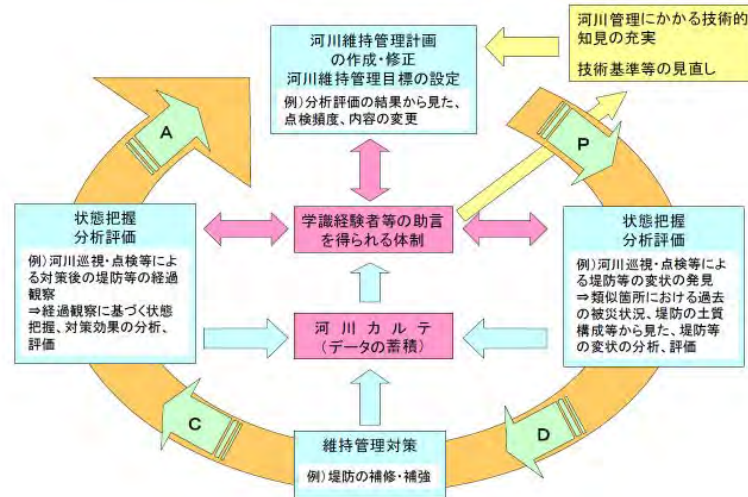 河川維持管理計画
の作成・修正
河川維持管理目標の設定
例)分析評価の結果から見た、
点検頻度、内容の変更
河川管理にかかる技術的
知見の充実
技術基準等の見直し
A
P
状態把握
分析評価
例)河川巡視・点検等によ
る対策後の堤防等の経過
観察
⇒経過観察に基づく状態
把握、対策効果の分析、
評価
学識経験者等の助言
を得られる体制
状態把握
分析評価
例)河川巡視・点検等によ
る堤防等の変状の発見
⇒類似箇所における過去
の被災状況、堤防の土質
構成等から見た、堤防等
の変状の分析、評価
河川カルテ
(データの蓄積)
C
D
維持管理対策
例)堤防の補修・補強